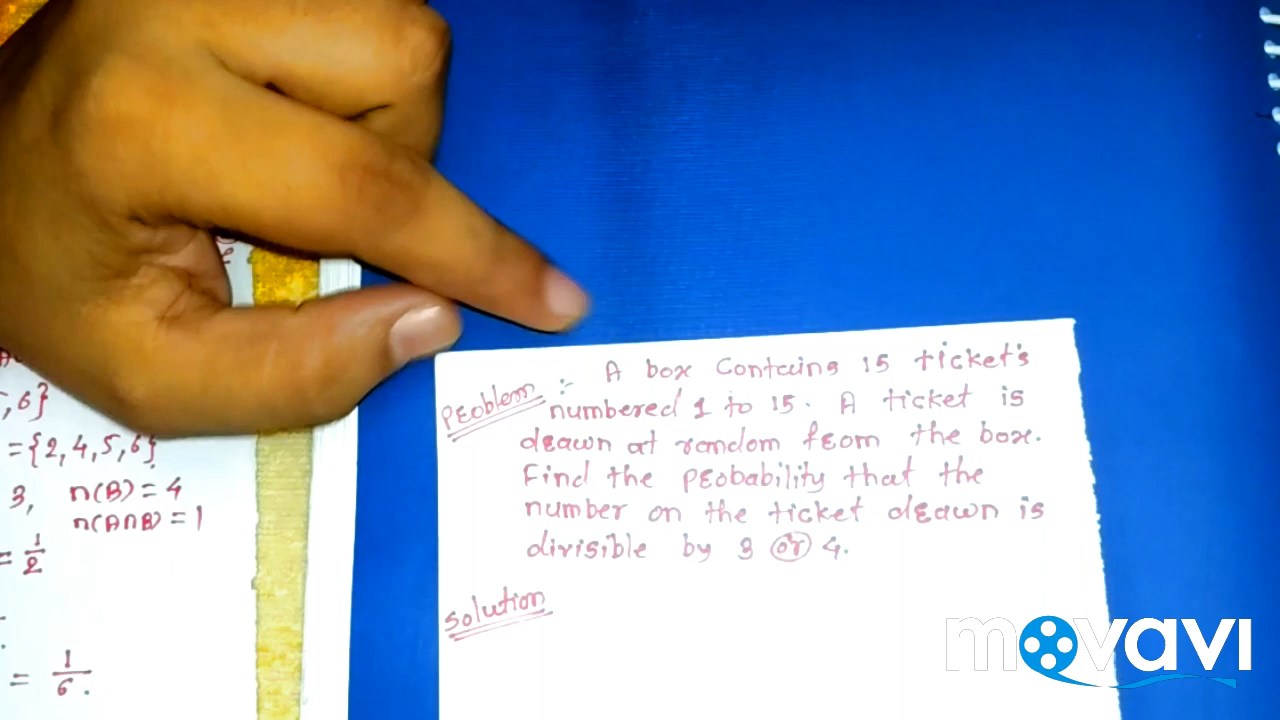 ,6}
= {2,4,5,6}
3, n(B) = 4
n(A∩B) = 1
= 1/2
= 1/6.
Problem :- A box Contains 15 ticket's
numbered 1 to 15. A ticket is
drawn at random from the box.
Find the probability that the
number on the ticket drawn is
divisible by 3 or 4.
Solution
movavi